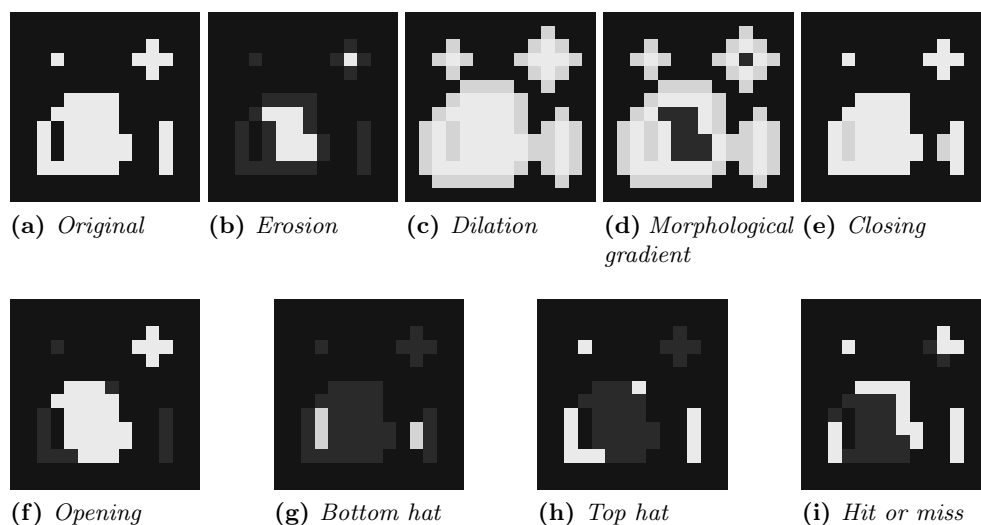 (a) Original
(b) Erosion
(c) Dilation
(d) Morphological
gradient
(e) Closing
(f) Opening
(g) Bottom hat
(h) Top hat
(i) Hit or miss